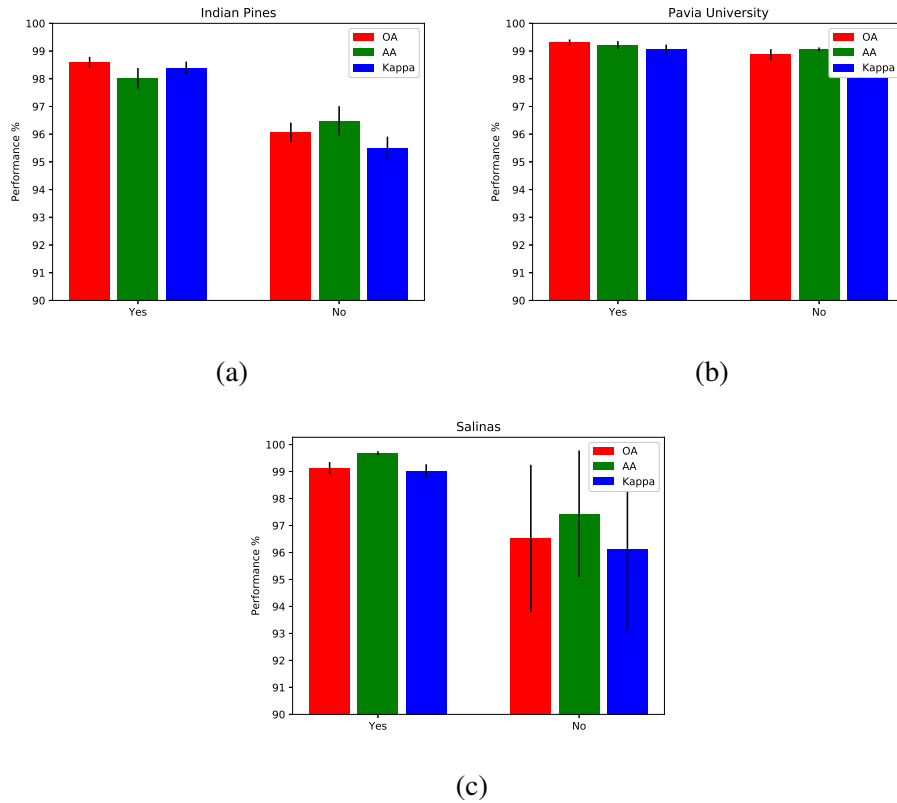 Indian Pines
100
99
98
97
96
95
94
93
92
91
90
Performance %
OA
AA
Kappa
Yes
No
(a)
Pavia University
100
99
98
97
96
95
94
93
92
91
90
Performance %
OA
AA
Kappa
Yes
No
(b)
Salinas
100
99
98
97
96
95
94
93
92
91
90
Performance %
OA
AA
Kappa
Yes
No
(c)